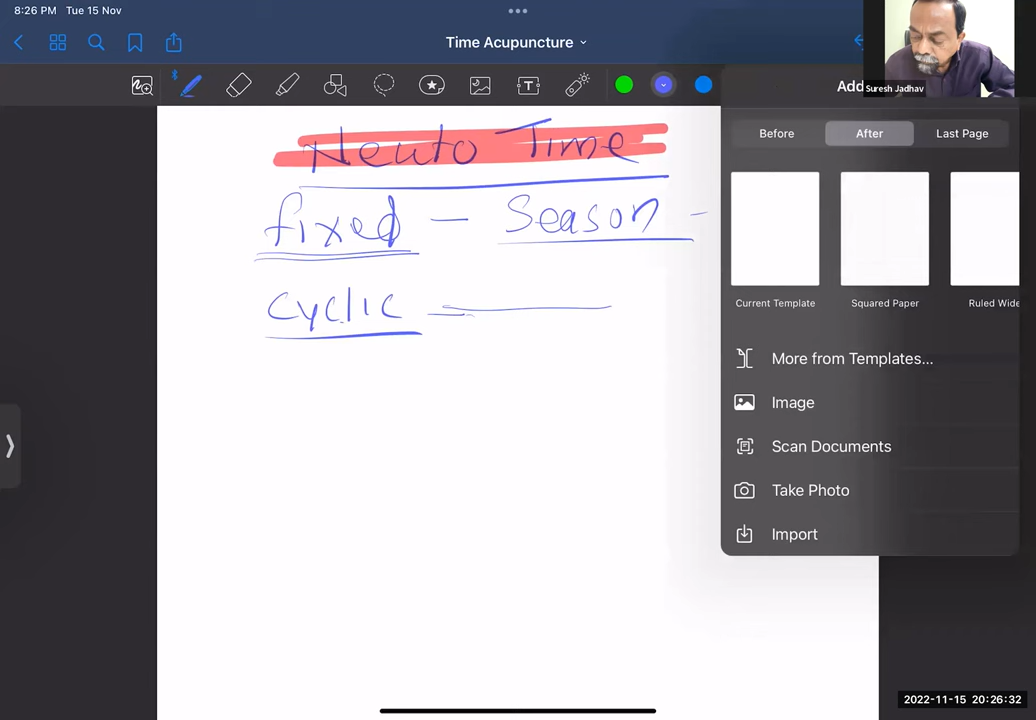 8:26 PM Tue 15 Nov
Time Acupuncture
Add
Suresh Jadhav
Before After Last Page
Neuto Time
fixed - Season -
Cyclic
Current Template Squared Paper Ruled Wide
More from Templates...
Image
Scan Documents
Take Photo
Import
2022-11-15 20:26:32